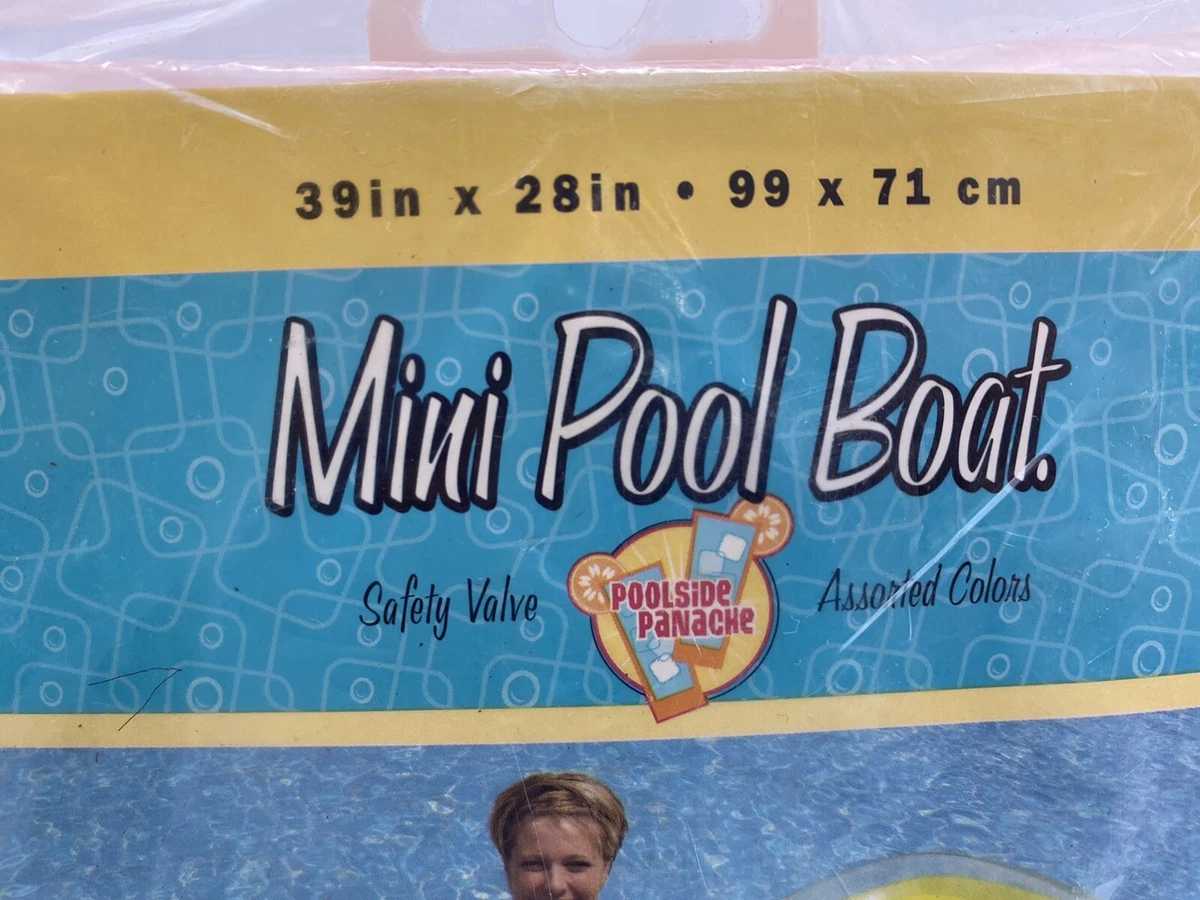 39in x 28in • 99 x 71 cm
Mini Pool Boat.
Safety Valve
POOLSIDE
PANACHE
Assorted Colors